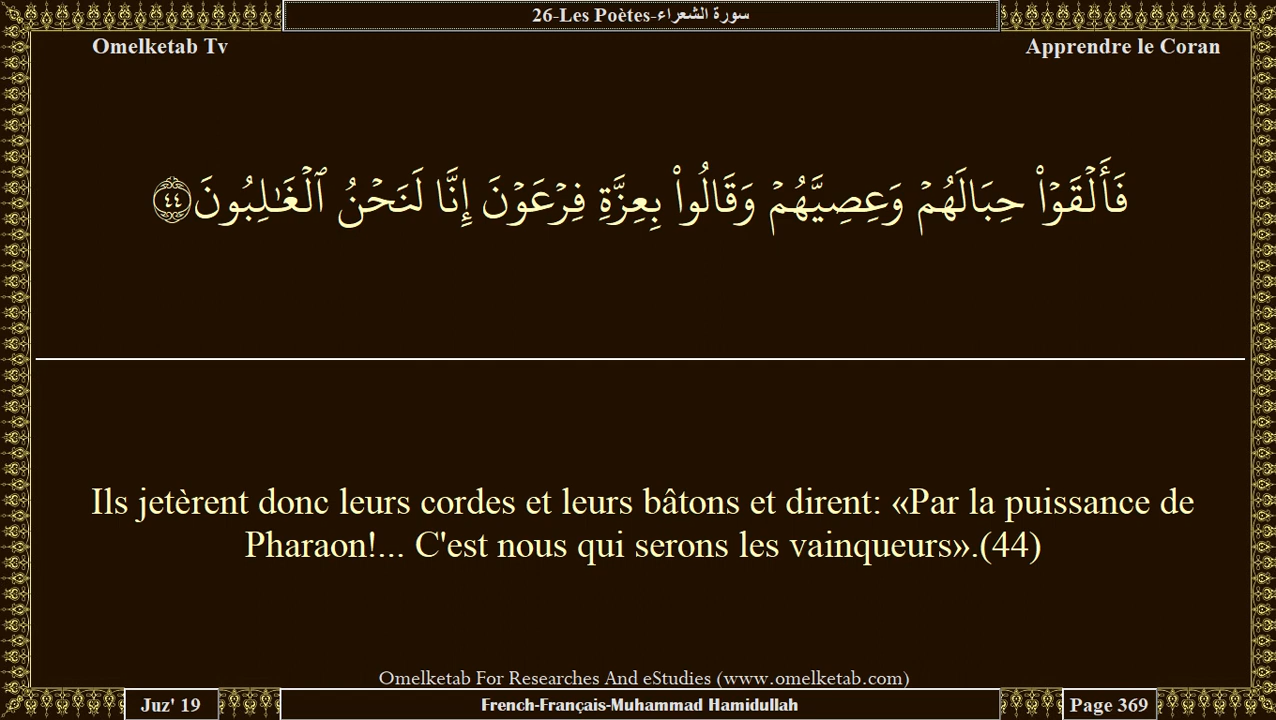 26-Les Poètes-سورة الشعراء
Omelketab Tv
Apprendre le Coran
فَأَلۡقَوۡاْ حِبَالَهُمۡ وَعِصِيَّهُمۡ وَقَالُواْ بِعِزَّةِ فِرۡعَوۡنَ إِنَّا لَنَحۡنُ ٱلۡغَٰلِبُونَ ٤٤
Ils jetèrent donc leurs cordes et leurs bâtons et dirent: «Par la puissance de
Pharaon!... C'est nous qui serons les vainqueurs».(44)
Omelketab For Researches And eStudies (www.omelketab.com)
Juz' 19
French-Français-Muhammad Hamidullah
Page 369